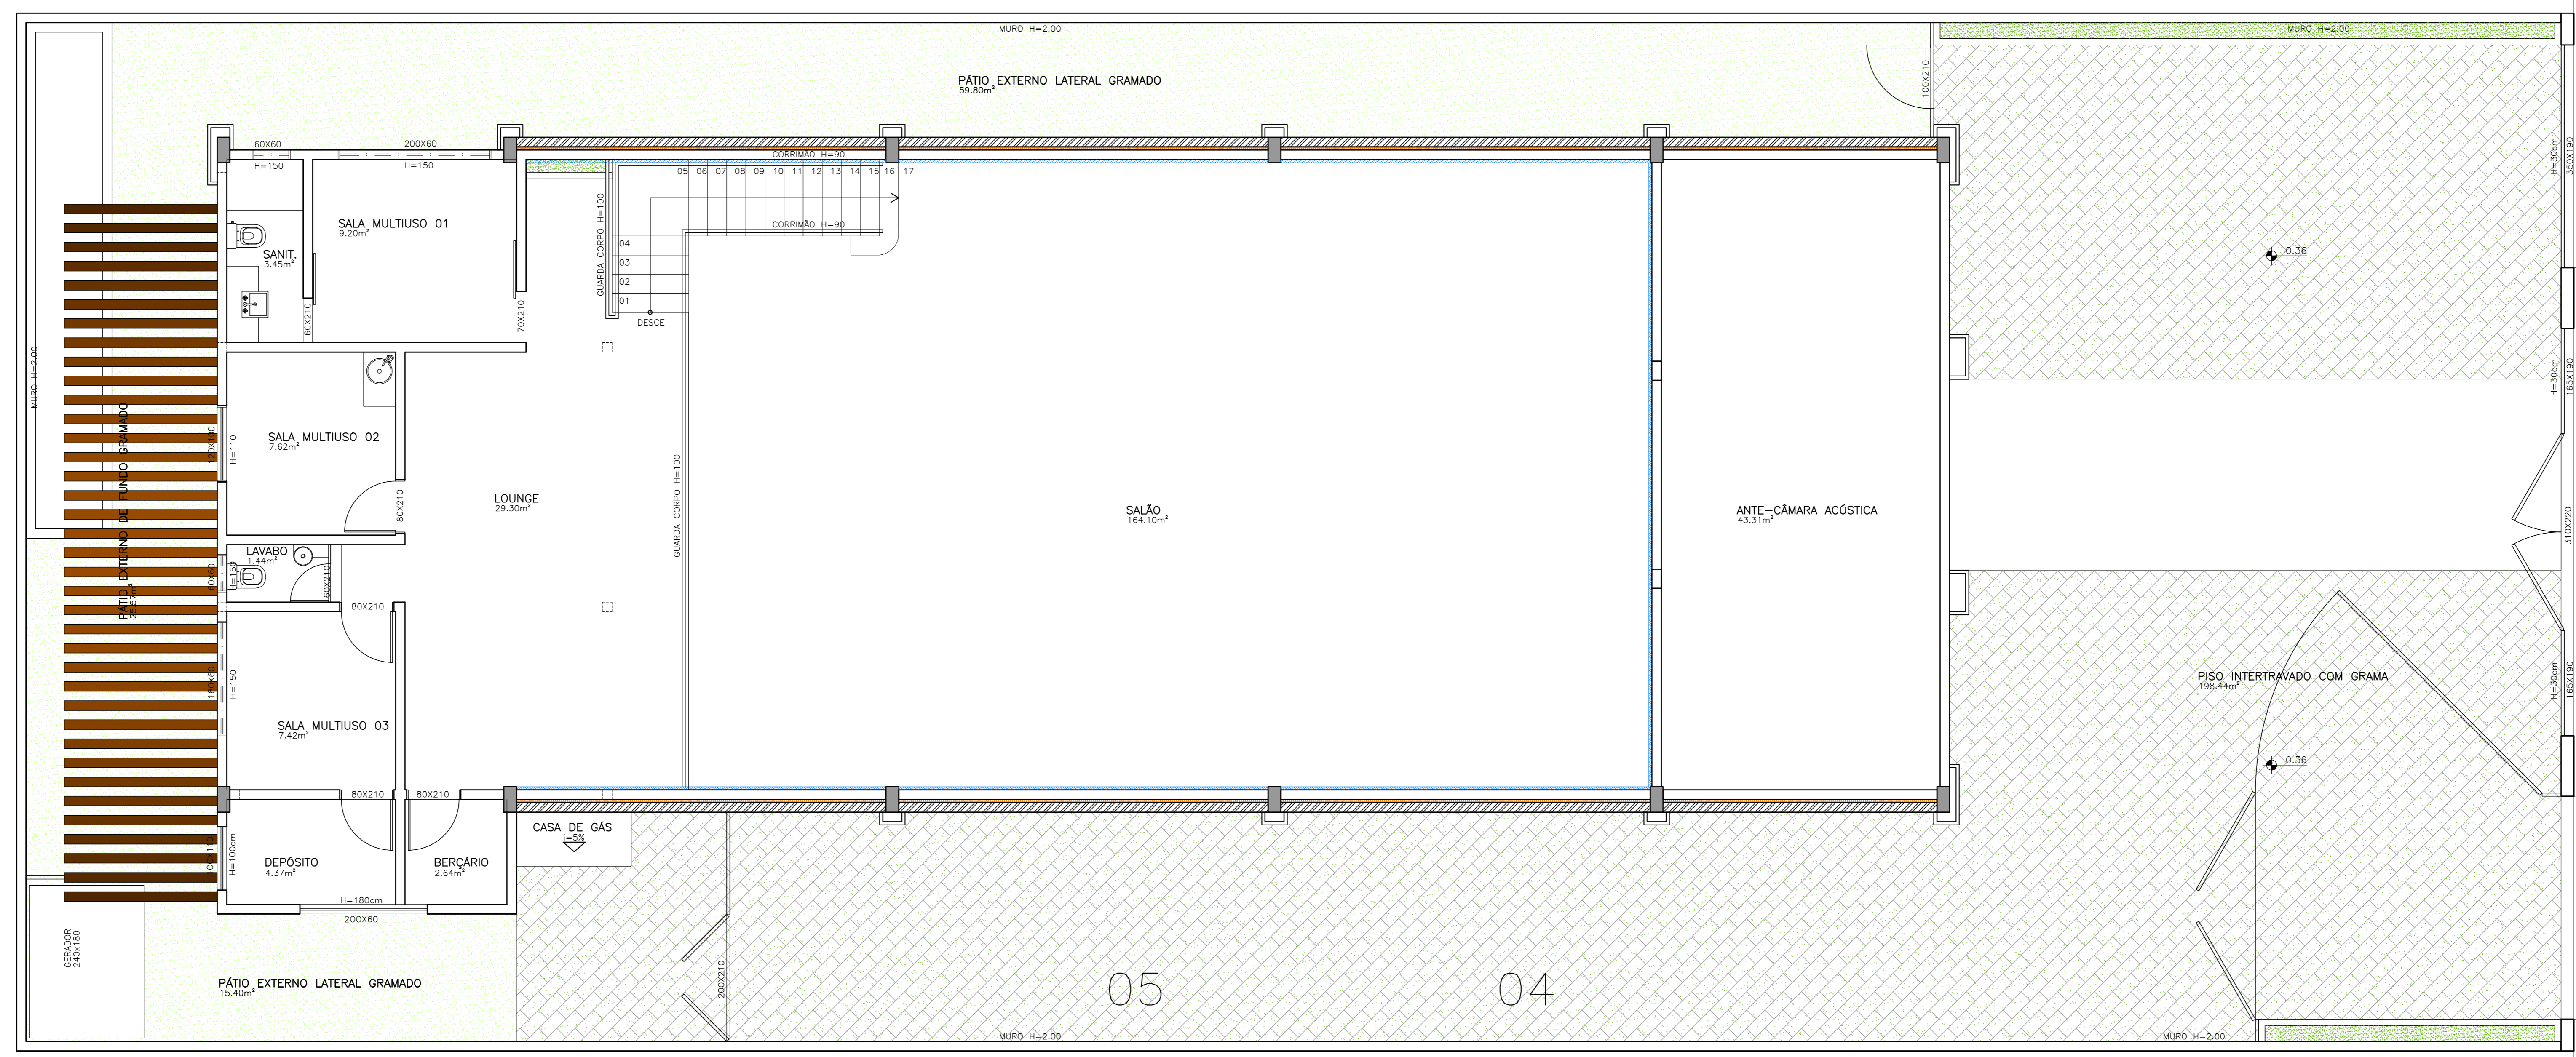 MURO H=2.00
MURO H=2.00
PÁTIO EXTERNO LATERAL GRAMADO
59.80m²
100X210
60X60
H=150
200X60
H=150
CORRIMÃO H=90
05 06 07 08 09 10 11 12 13 14 15 16 17
CORRIMÃO H=90
GUARDA CORPO H=100
04
03
02
01
DESCE
SALA MULTIUSO 01
9.20m²
SANIT.
3.45m²
60X210
70X210
H=30cm
350X190
0.36
MURO H=2.00
PÁTIO EXTERNO DE FUNDO GRAMADO
25.57m²
120X100
H=110
SALA MULTIUSO 02
7.62m²
80X210
LOUNGE
29.30m²
GUARDA CORPO H=100
SALÃO
164.10m²
ANTE-CÂMARA ACÚSTICA
43.31m²
H=30cm
165X190
310X220
LAVABO
1.44m²
60X60
H=150
60X210
80X210
180X60
H=150
SALA MULTIUSO 03
7.42m²
PISO INTERTRAVADO COM GRAMA
198.44m²
H=30cm
165X190
0.36
80X210
80X210
CASA DE GÁS
i=5%
H=100cm
DEPÓSITO
4.37m²
BERÇÁRIO
2.64m²
H=180cm
200X60
GERADOR
240x180
PÁTIO EXTERNO LATERAL GRAMADO
15.40m²
200X210
05
04
MURO H=2.00
MURO H=2.00